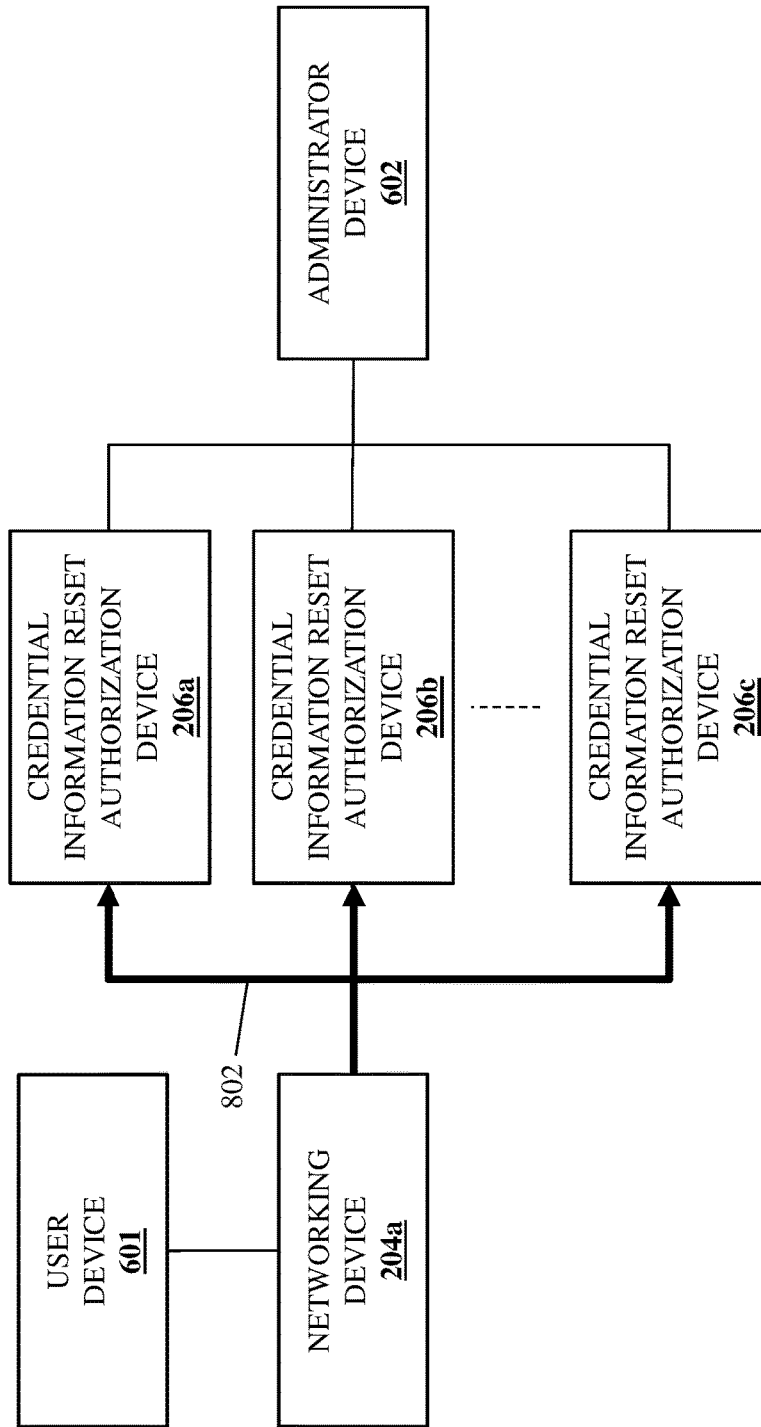 USER
DEVICE
601
NETWORKING
DEVICE
204a
802
CREDENTIAL
INFORMATION RESET
AUTHORIZATION
DEVICE
206a
CREDENTIAL
INFORMATION RESET
AUTHORIZATION
DEVICE
206b
CREDENTIAL
INFORMATION RESET
AUTHORIZATION
DEVICE
206c
ADMINISTRATOR
DEVICE
602